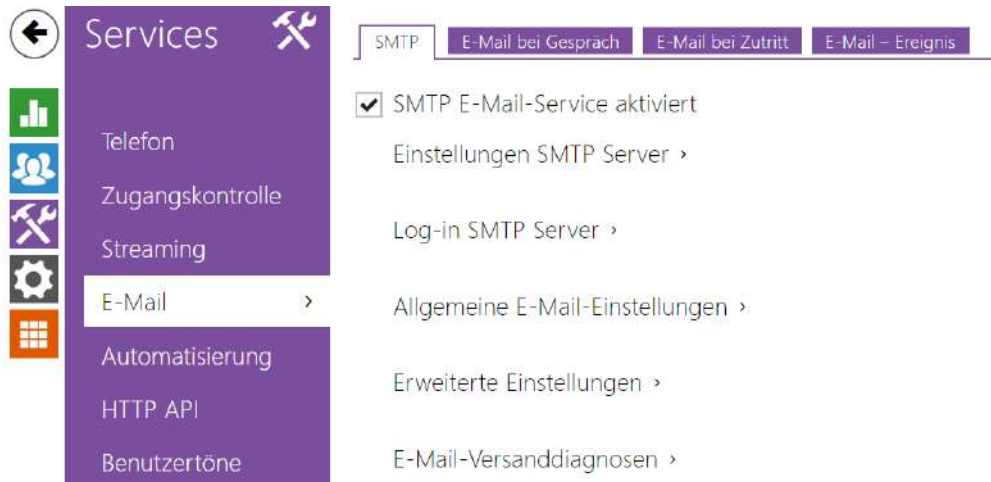 Services
Telefon
Zugangskontrolle
Streaming
E-Mail
Automatisierung
HTTP API
Benutzertöne
SMTP
E-Mail bei Gespräch
E-Mail bei Zutritt
E-Mail – Ereignis
SMTP E-Mail-Service aktiviert
Einstellungen SMTP Server
Log-in SMTP Server
Allgemeine E-Mail-Einstellungen
Erweiterte Einstellungen
E-Mail-Versanddiagnosen